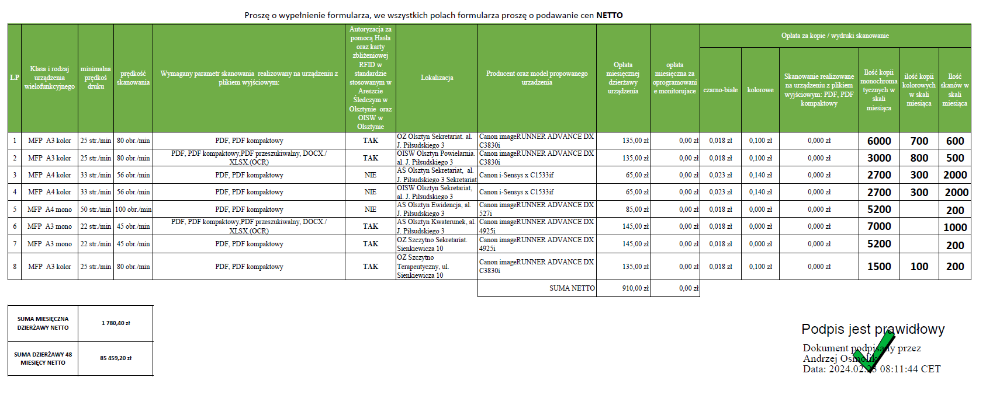 Proszę o wypełnienie formularza, we wszystkich polach formularza proszę o podawanie cen NETTO
LP
Klasa i rodzaj
urządzenia
wielofunkcyjnego
minimalna
prędkoś
druku
prędkość
skanowania
Wymagany parametr skanowania realizowany na urządzeniu z
plikiem wyjściowym:
Autoryzacja za
pomocą Hasła
oraz karty
zbliżeniowej
RFID w
standardzie
stosowanym w
Areszcie
Śledczym w
Olsztynie oraz
OISW w
Olsztynie
Lokalizacja
Producent oraz model propowanego
urzadzenia
Opłata
miesięcznej
dzierżawy
urządzenia
opłata
miesięczna za
oprogramowani
e monitorujace
Opłata za kopie / wydruki skanowanie
czarno-białe
kolorowe
Skanowanie realizowane
na urządzeniu z plikiem
wyjściowym: PDF, PDF
kompaktowy
Ilość kopii
monochroma
tycznych w
skali
miesiąca
ilość kopii
kolorowych
w skali
miesiąca
Ilość
skanów w
skali
miesiąca
1 MFP A3 kolor 25 str./min 80 obr./min PDF, PDF kompaktowy TAK OZ Olsztyn Sekretariat. al. J. Piłsudskiego 3 Canon imageRUNNER ADVANCE DX C3830i 135,00 zł 0,00 zł 0,018 zł 0,100 zł 0,000 zł 6000 700 600
2 MFP A3 kolor 25 str./min 80 obr./min PDF, PDF kompaktowy,PDF przeszukiwalny, DOCX./ XLSX.(OCR) TAK OISW Olsztyn Powielarnia. al. J. Piłsudskiego 3 Canon imageRUNNER ADVANCE DX C3830i 135,00 zł 0,00 zł 0,018 zł 0,100 zł 0,000 zł 3000 800 500
3 MFP A4 kolor 33 str./min 56 obr./min PDF, PDF kompaktowy NIE AŚ Olsztyn Sekretariat, al. J. Piłsudskiego 3 Sekretariat Canon i-Sensys x C1533if 65,00 zł 0,00 zł 0,023 zł 0,140 zł 0,000 zł 2700 300 2000
4 MFP A4 kolor 33 str./min 56 obr./min PDF, PDF kompaktowy NIE OISW Olsztyn Sekretariat, al. J. Piłsudskiego 3 Canon i-Sensys x C1533if 65,00 zł 0,00 zł 0,023 zł 0,140 zł 0,000 zł 2700 300 2000
5 MFP A4 mono 50 str./min 100 obr./min PDF, PDF kompaktowy NIE AŚ Olsztyn Ewidencja, al. J. Piłsudskiego 3 Canon imageRUNNER ADVANCE DX 527i 85,00 zł 0,00 zł 0,018 zł 0,000 zł 0,000 zł 5200 200
6 MFP A3 mono 22 str./min 45 obr./min PDF, PDF kompaktowy,PDF przeszukiwalny, DOCX./ XLSX.(OCR) TAK AŚ Olsztyn Kwaterunek, al. J. Piłsudskiego 3 Canon imageRUNNER ADVANCE DX 4925i 145,00 zł 0,00 zł 0,018 zł 0,000 zł 0,000 zł 7000 1000
7 MFP A3 mono 22 str./min 45 obr./min PDF, PDF kompaktowy TAK OZ Szczytno Sekretariat. Sienkiewicza 10 Canon imageRUNNER ADVANCE DX 4925i 145,00 zł 0,00 zł 0,018 zł 0,000 zł 0,000 zł 5200 200
8 MFP A3 kolor 25 str./min 80 obr./min PDF, PDF kompaktowy TAK OZ Szczytno Terapeutyczny, ul. Sienkiewicza 10 Canon imageRUNNER ADVANCE DX C3830i 135,00 zł 0,00 zł 0,018 zł 0,100 zł 0,000 zł 1500 100 200
SUMA NETTO 910,00 zł 0,00 zł
SUMA MIESIĘCZNA
DZIERŻAWY NETTO
1 780,40 zł
SUMA DZIERŻAWY 48
MIESIĘCY NETTO
85 459,20 zł
Podpis jest prawidłowy
Dokument podpisany przez
Andrzej Osmolik
Data: 2024.02.23 08:11:44 CET